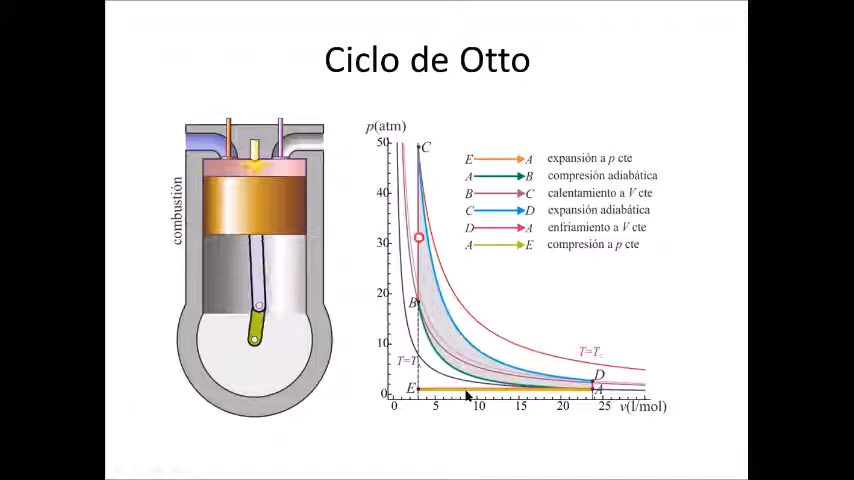 Ciclo de Otto
combustión
p(atm)
50
40
30
20
10
0
C
B
E
D
A
T=T
T=Tc
0 5 10 15 20 25 v(l/mol)
E A expansión a p cte
A B compresión adiabática
B C calentamiento a V cte
C D expansión adiabática
D A enfriamiento a V cte
A E compresión a p cte